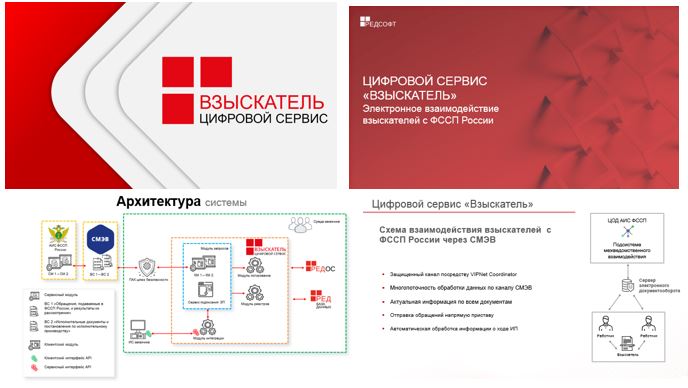 ВЗЫСКАТЕЛЬ
ЦИФРОВОЙ СЕРВИС
РЕДСОФТ
ЦИФРОВОЙ СЕРВИС
«ВЗЫСКАТЕЛЬ»
Электронное взаимодействие
взыскателей с ФССП России
Архитектура системы
Среда заказчика
АИС ФССП
России
СМЭВ
Модуль запросов
ВЗЫСКАТЕЛЬ
ЦИФРОВОЙ СЕРВИС
ВС 1 – ВС 2
ПАК шлюз безопасности
Модуль логирования
РЕД ОС
Сервис подписания ЭП
Модуль реестров
РЕД
БАЗА
ДАННЫХ
ИС заказчика
Модуль интеграции
Сервисный модуль
ВС 1 «Обращения, подаваемые в
ФССП России, и результаты их
рассмотрения»
ВС 2 «Исполнительные документы и
постановления по исполнительному
производству»
Клиентский модуль
Клиентский интерфейс API
Сервисный интерфейс API
Цифровой сервис «Взыскатель»
Схема взаимодействия взыскателей с
ФССП России через СМЭВ
Защищенный канал посредству VIPNet Coordinator
Многопоточность обработки данных по каналу СМЭВ
Актуальная информация по всем документам
Отправка обращений напрямую приставу
Автоматическая обработка информации о ходе ИП
ЦОД АИС ФССП
Подсистема
межведомственного
взаимодействия
Сервер
электронного
документооборота
Работник
Работник
Взыскатель